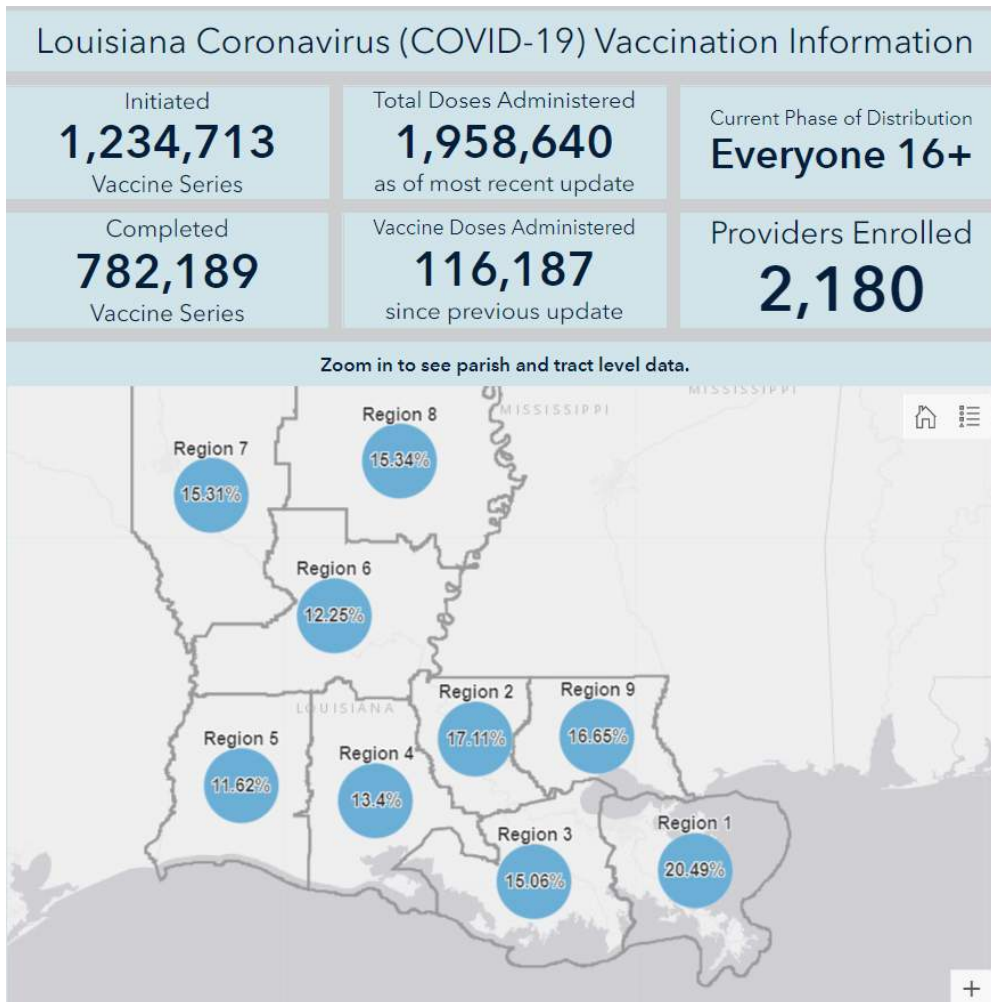 Louisiana Coronavirus (COVID-19) Vaccination Information
Initiated
1,234,713
Vaccine Series
Total Doses Administered
1,958,640
as of most recent update
Current Phase of Distribution
Everyone 16+
Completed
782,189
Vaccine Series
Vaccine Doses Administered
116,187
since previous update
Providers Enrolled
2,180
Zoom in to see parish and tract level data.
MISSISSIPPI
MISSISSIPPI
Region 8
15.34%
Region 7
15.31%
Region 6
12.25%
LOUISIANA
Region 2
17.11%
Region 9
16.65%
Region 5
11.62%
Region 4
13.4%
Region 3
15.06%
Region 1
20.49%
+